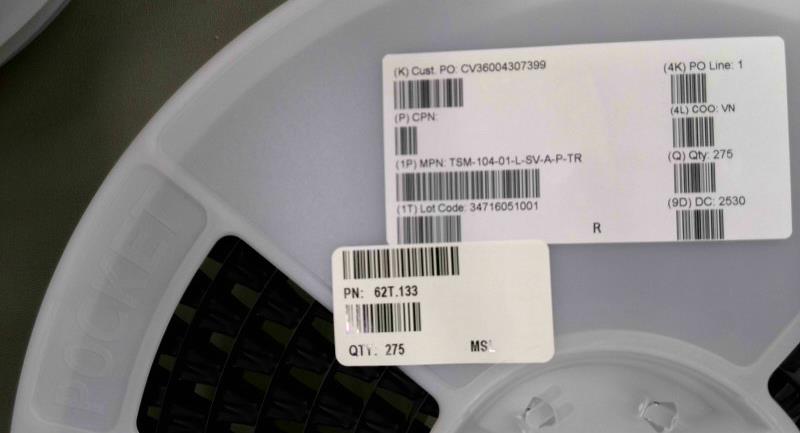 (K) Cust. PO: CV36004307399
(4K) PO Line: 1
(P) CPN:
(4L) COO: VN
(1P) MPN: TSM-104-01-L-SV-A-P-TR
(Q) Qty: 275
(1T) Lot Code: 34716051001
(9D) DC: 2530
R
PN: 62T.133
QTY: 275
MSL
POCKET